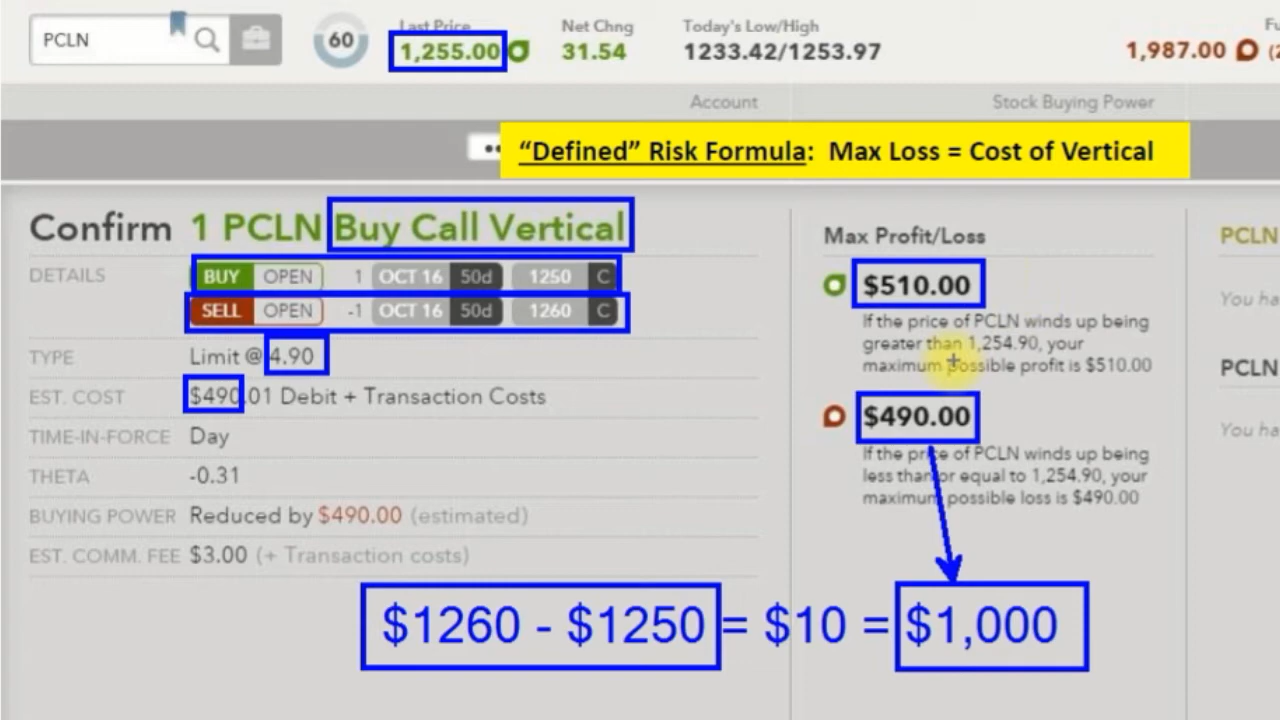 PCLN
60
Last Price
1,255.00
Net Chng
31.54
Today's Low/High
1233.42/1253.97
1,987.00
Account
Stock Buying Power
“Defined” Risk Formula: Max Loss = Cost of Vertical
Confirm 1 PCLN Buy Call Vertical
DETAILS BUY OPEN 1 OCT 16 50d 1250 C
SELL OPEN -1 OCT 16 50d 1260 C
TYPE Limit @ 4.90
EST. COST $490.01 Debit + Transaction Costs
TIME-IN-FORCE Day
THETA -0.31
BUYING POWER Reduced by $490.00 (estimated)
EST. COMM. FEE $3.00 (+ Transaction costs)
Max Profit/Loss
$510.00
If the price of PCLN winds up being
greater than 1,254.90, your
maximum possible profit is $510.00
$490.00
If the price of PCLN winds up being
less than or equal to 1,254.90, your
maximum possible loss is $490.00
PCLN
You ha
PCLN
You ha
$1260 - $1250 = $10 = $1,000